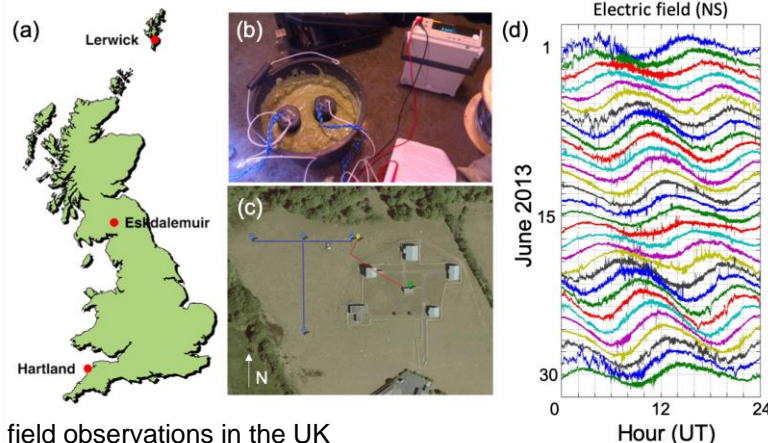 (a)
Lerwick
Eskdalemuir
Hartland
(b)
(c)
N
(d)
Electric field (NS)
1
15
30
June 2013
0 12 24
Hour (UT)
field observations in the UK